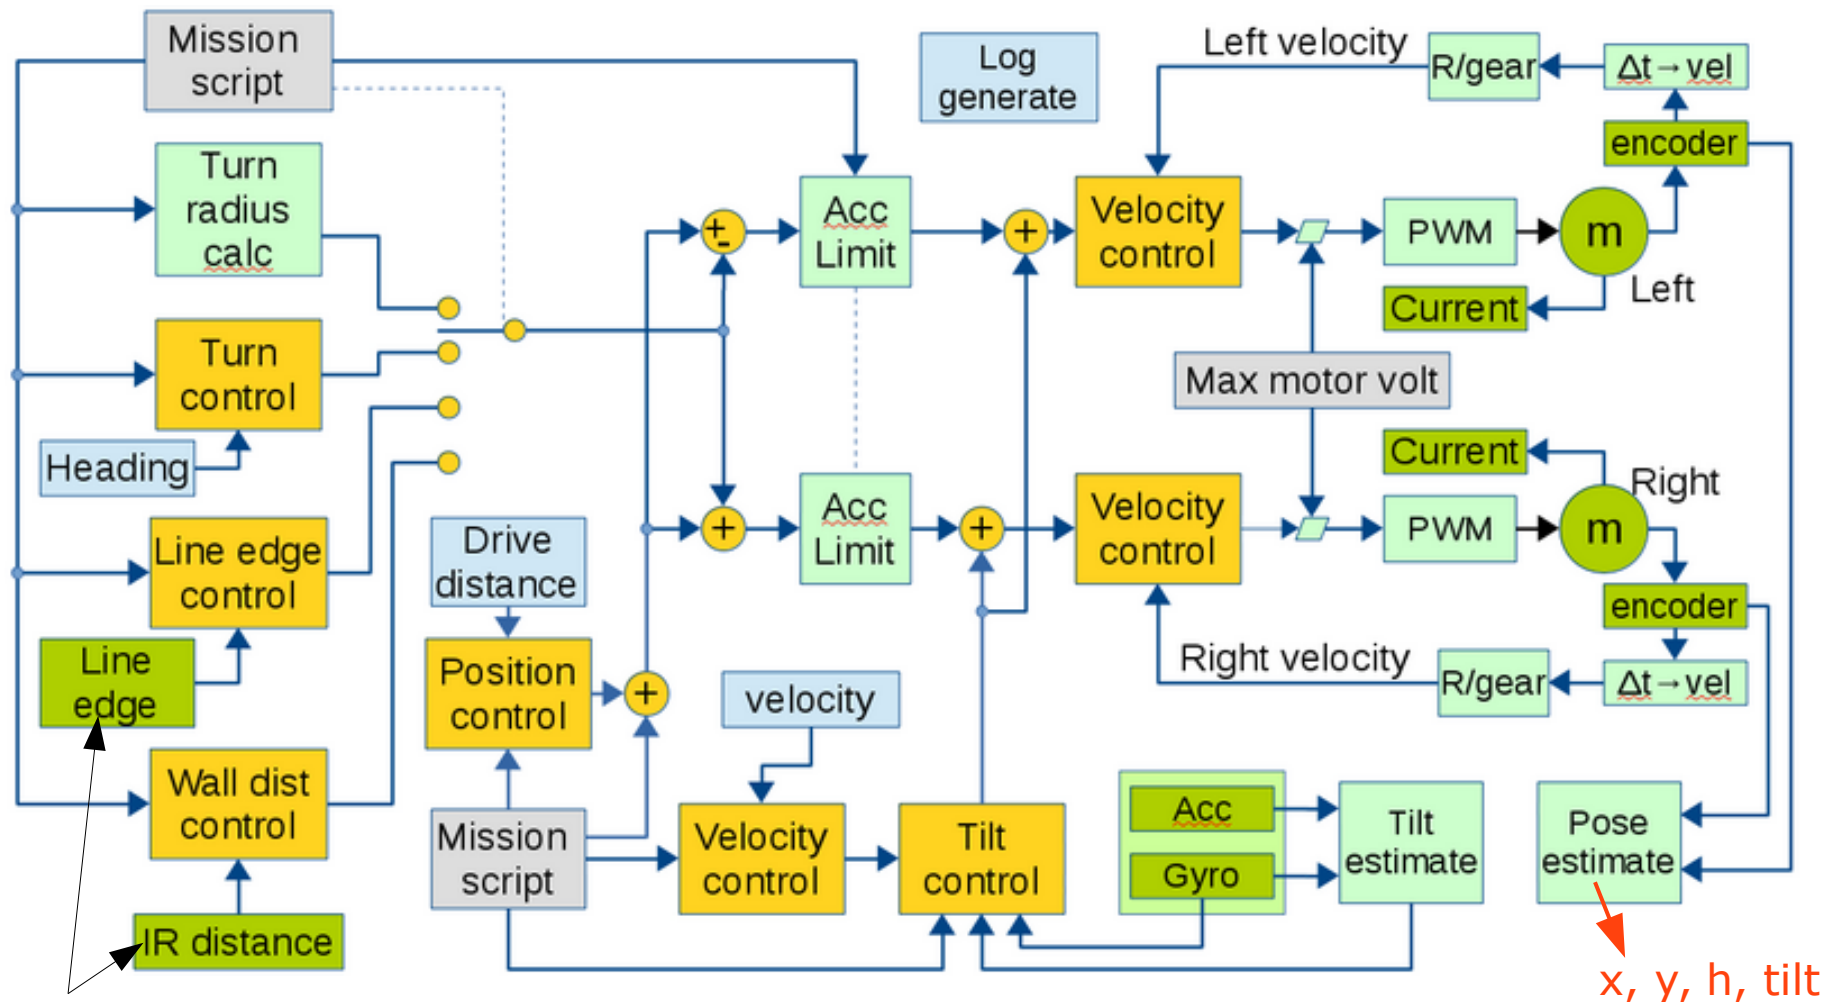 Mission
script
Turn
radius
calc
Turn
control
Heading
Line edge
control
Line
edge
Wall dist
control
IR distance
Drive
distance
Position
control
+
Mission
script
velocity
Velocity
control
Tilt
control
+
-
+
Acc
Limit
Acc
Limit
+
+
Log
generate
Left velocity
R/gear
Δt→vel
encoder
Velocity
control
PWM
m
Left
Current
Max motor volt
Current
Right
Velocity
control
PWM
m
encoder
Right velocity
R/gear
Δt→vel
Acc
Gyro
Tilt
estimate
Pose
estimate
x, y, h, tilt